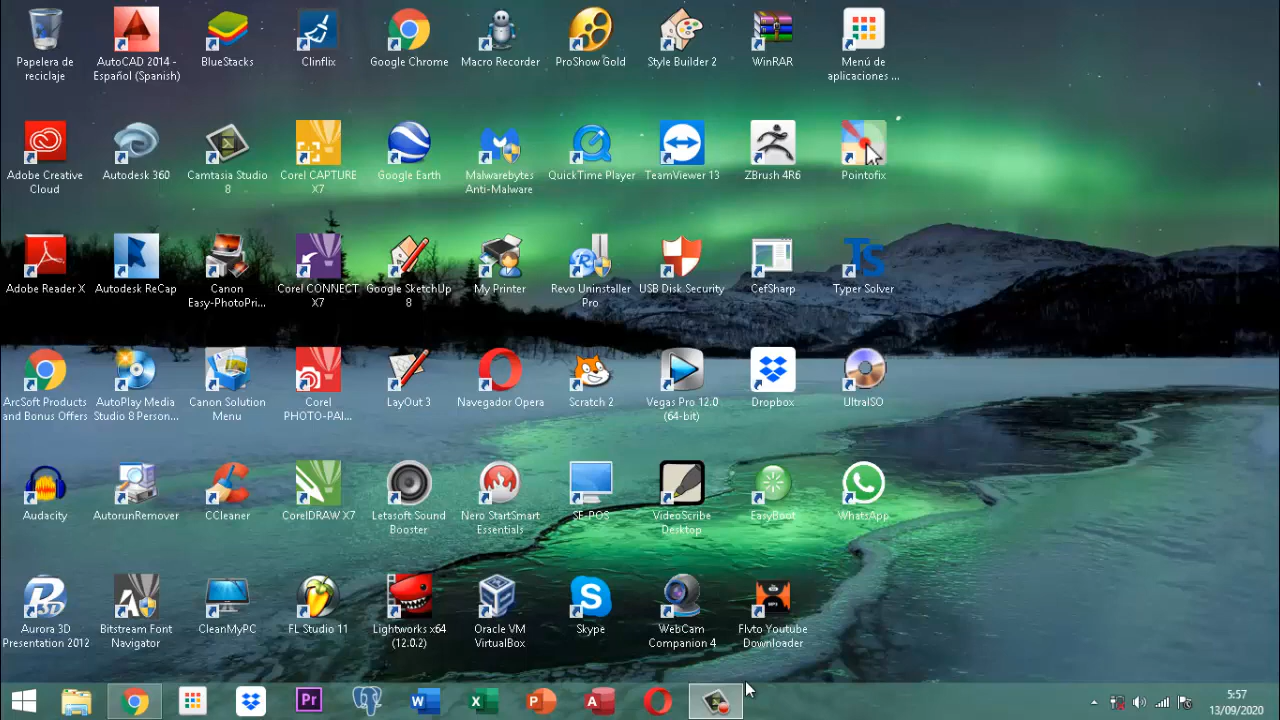 Papelera de
reciclaje
AutoCAD 2014 -
Español (Spanish)
BlueStacks
Clinflix
Google Chrome
Macro Recorder
ProShow Gold
Style Builder 2
WinRAR
Menú de
aplicaciones ...
Adobe Creative
Cloud
Autodesk 360
Camtasia Studio
8
Corel CAPTURE
X7
Google Earth
Malwarebytes
Anti-Malware
QuickTime Player
TeamViewer 13
ZBrush 4R6
Pointofix
Adobe Reader X
Autodesk ReCap
Canon
Easy-PhotoPri...
Corel CONNECT
X7
Google SketchUp
8
My Printer
Revo Uninstaller
Pro
USB Disk Security
CefSharp
Ts
Typer Solver
ArcSoft Products
and Bonus Offers
AutoPlay Media
Studio 8 Person...
Canon Solution
Menu
Corel
PHOTO-PAI...
LayOut 3
Navegador Opera
Scratch 2
Vegas Pro 12.0
(64-bit)
Dropbox
UltraISO
Audacity
AutorunRemover
CCleaner
CorelDRAW X7
Letasoft Sound
Booster
Nero StartSmart
Essentials
SE-POS
VideoScribe
Desktop
EasyBoot
WhatsApp
Aurora 3D
Presentation 2012
Bitstream Font
Navigator
CleanMyPC
FL Studio 11
Lightworks x64
(12.0.2)
Oracle VM
VirtualBox
Skype
WebCam
Companion 4
Flvto Youtube
Downloader
Pr
5:57
13/09/2020